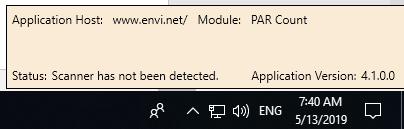 Application Host: www.envi.net/ Module: PAR Count
Status: Scanner has not been detected. Application Version: 4.1.0.0
ENG
7:40 AM
5/13/2019